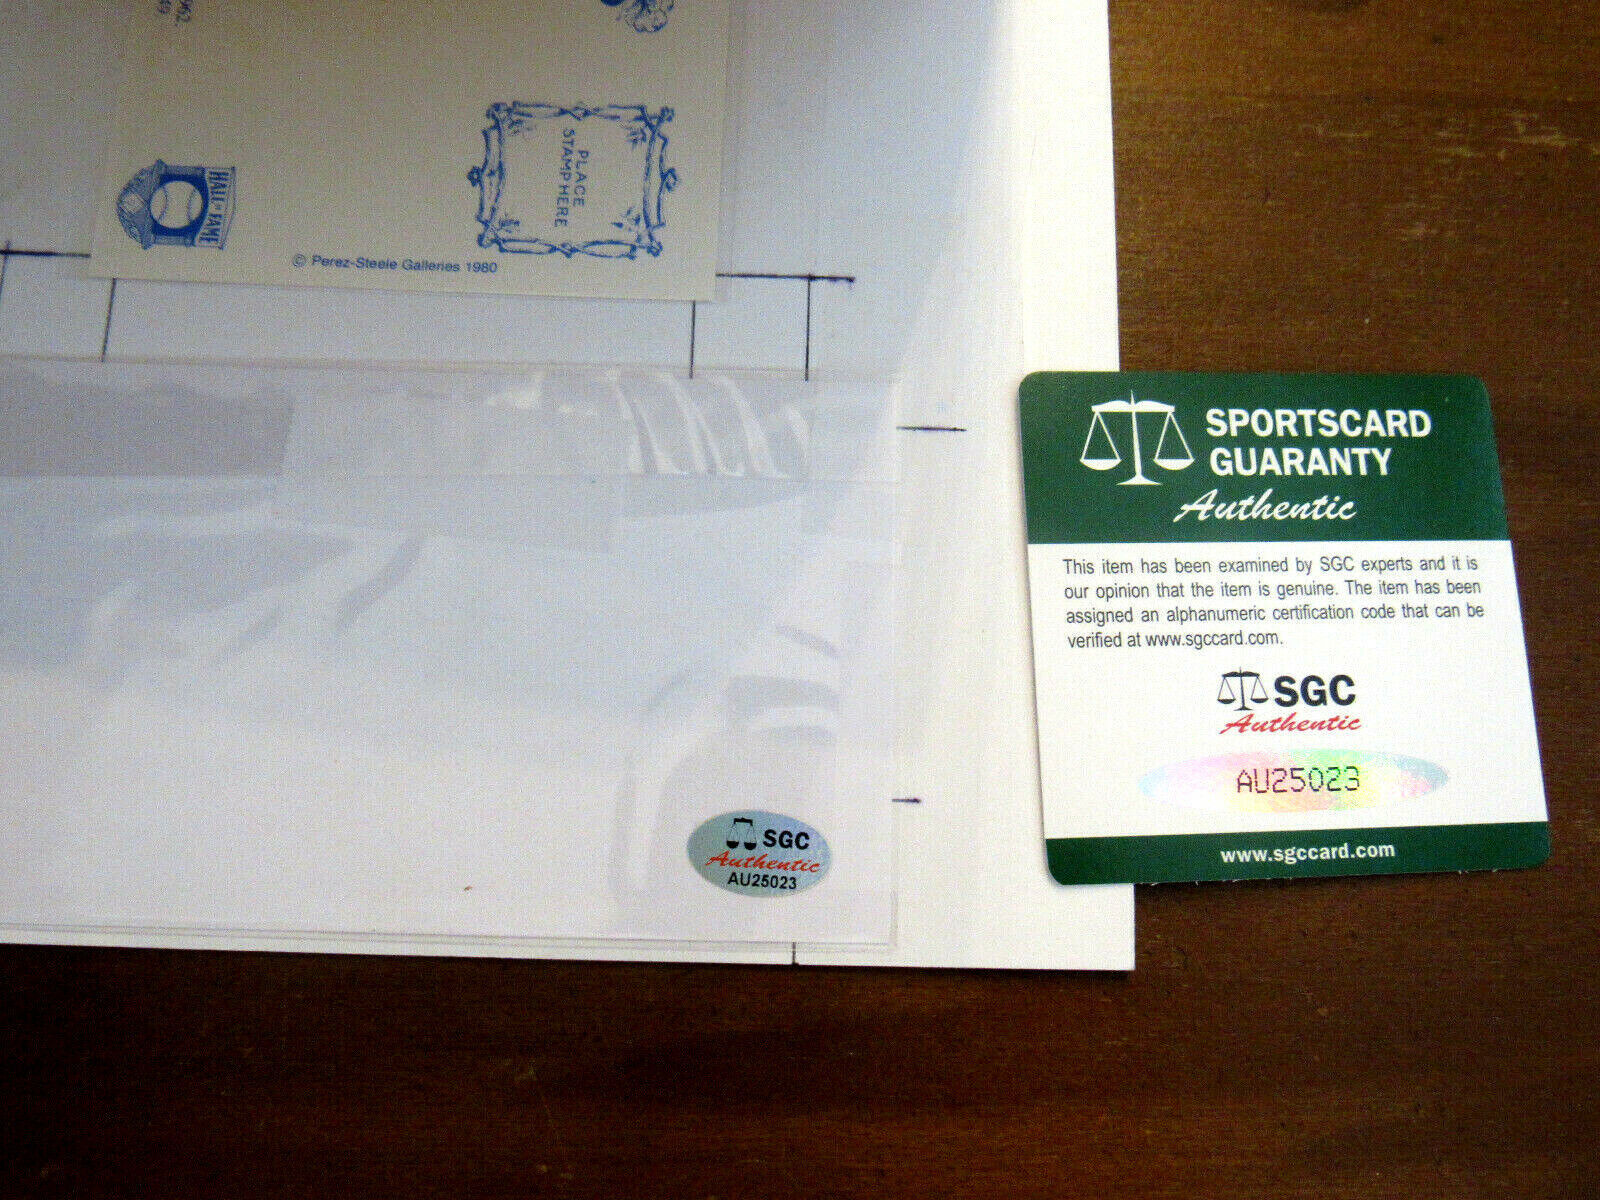 PLACE
STAMP HERE
HALL OF FAME
© Perez-Steele Galleries 1980
SPORTSCARD
GUARANTY
Authentic
This item has been examined by SGC experts and it is
our opinion that the item is genuine. The item has been
assigned an alphanumeric certification code that can be
verified at www.sgccard.com.
SGC
Authentic
AU25023
www.sgccard.com
SGC
Authentic
AU25023